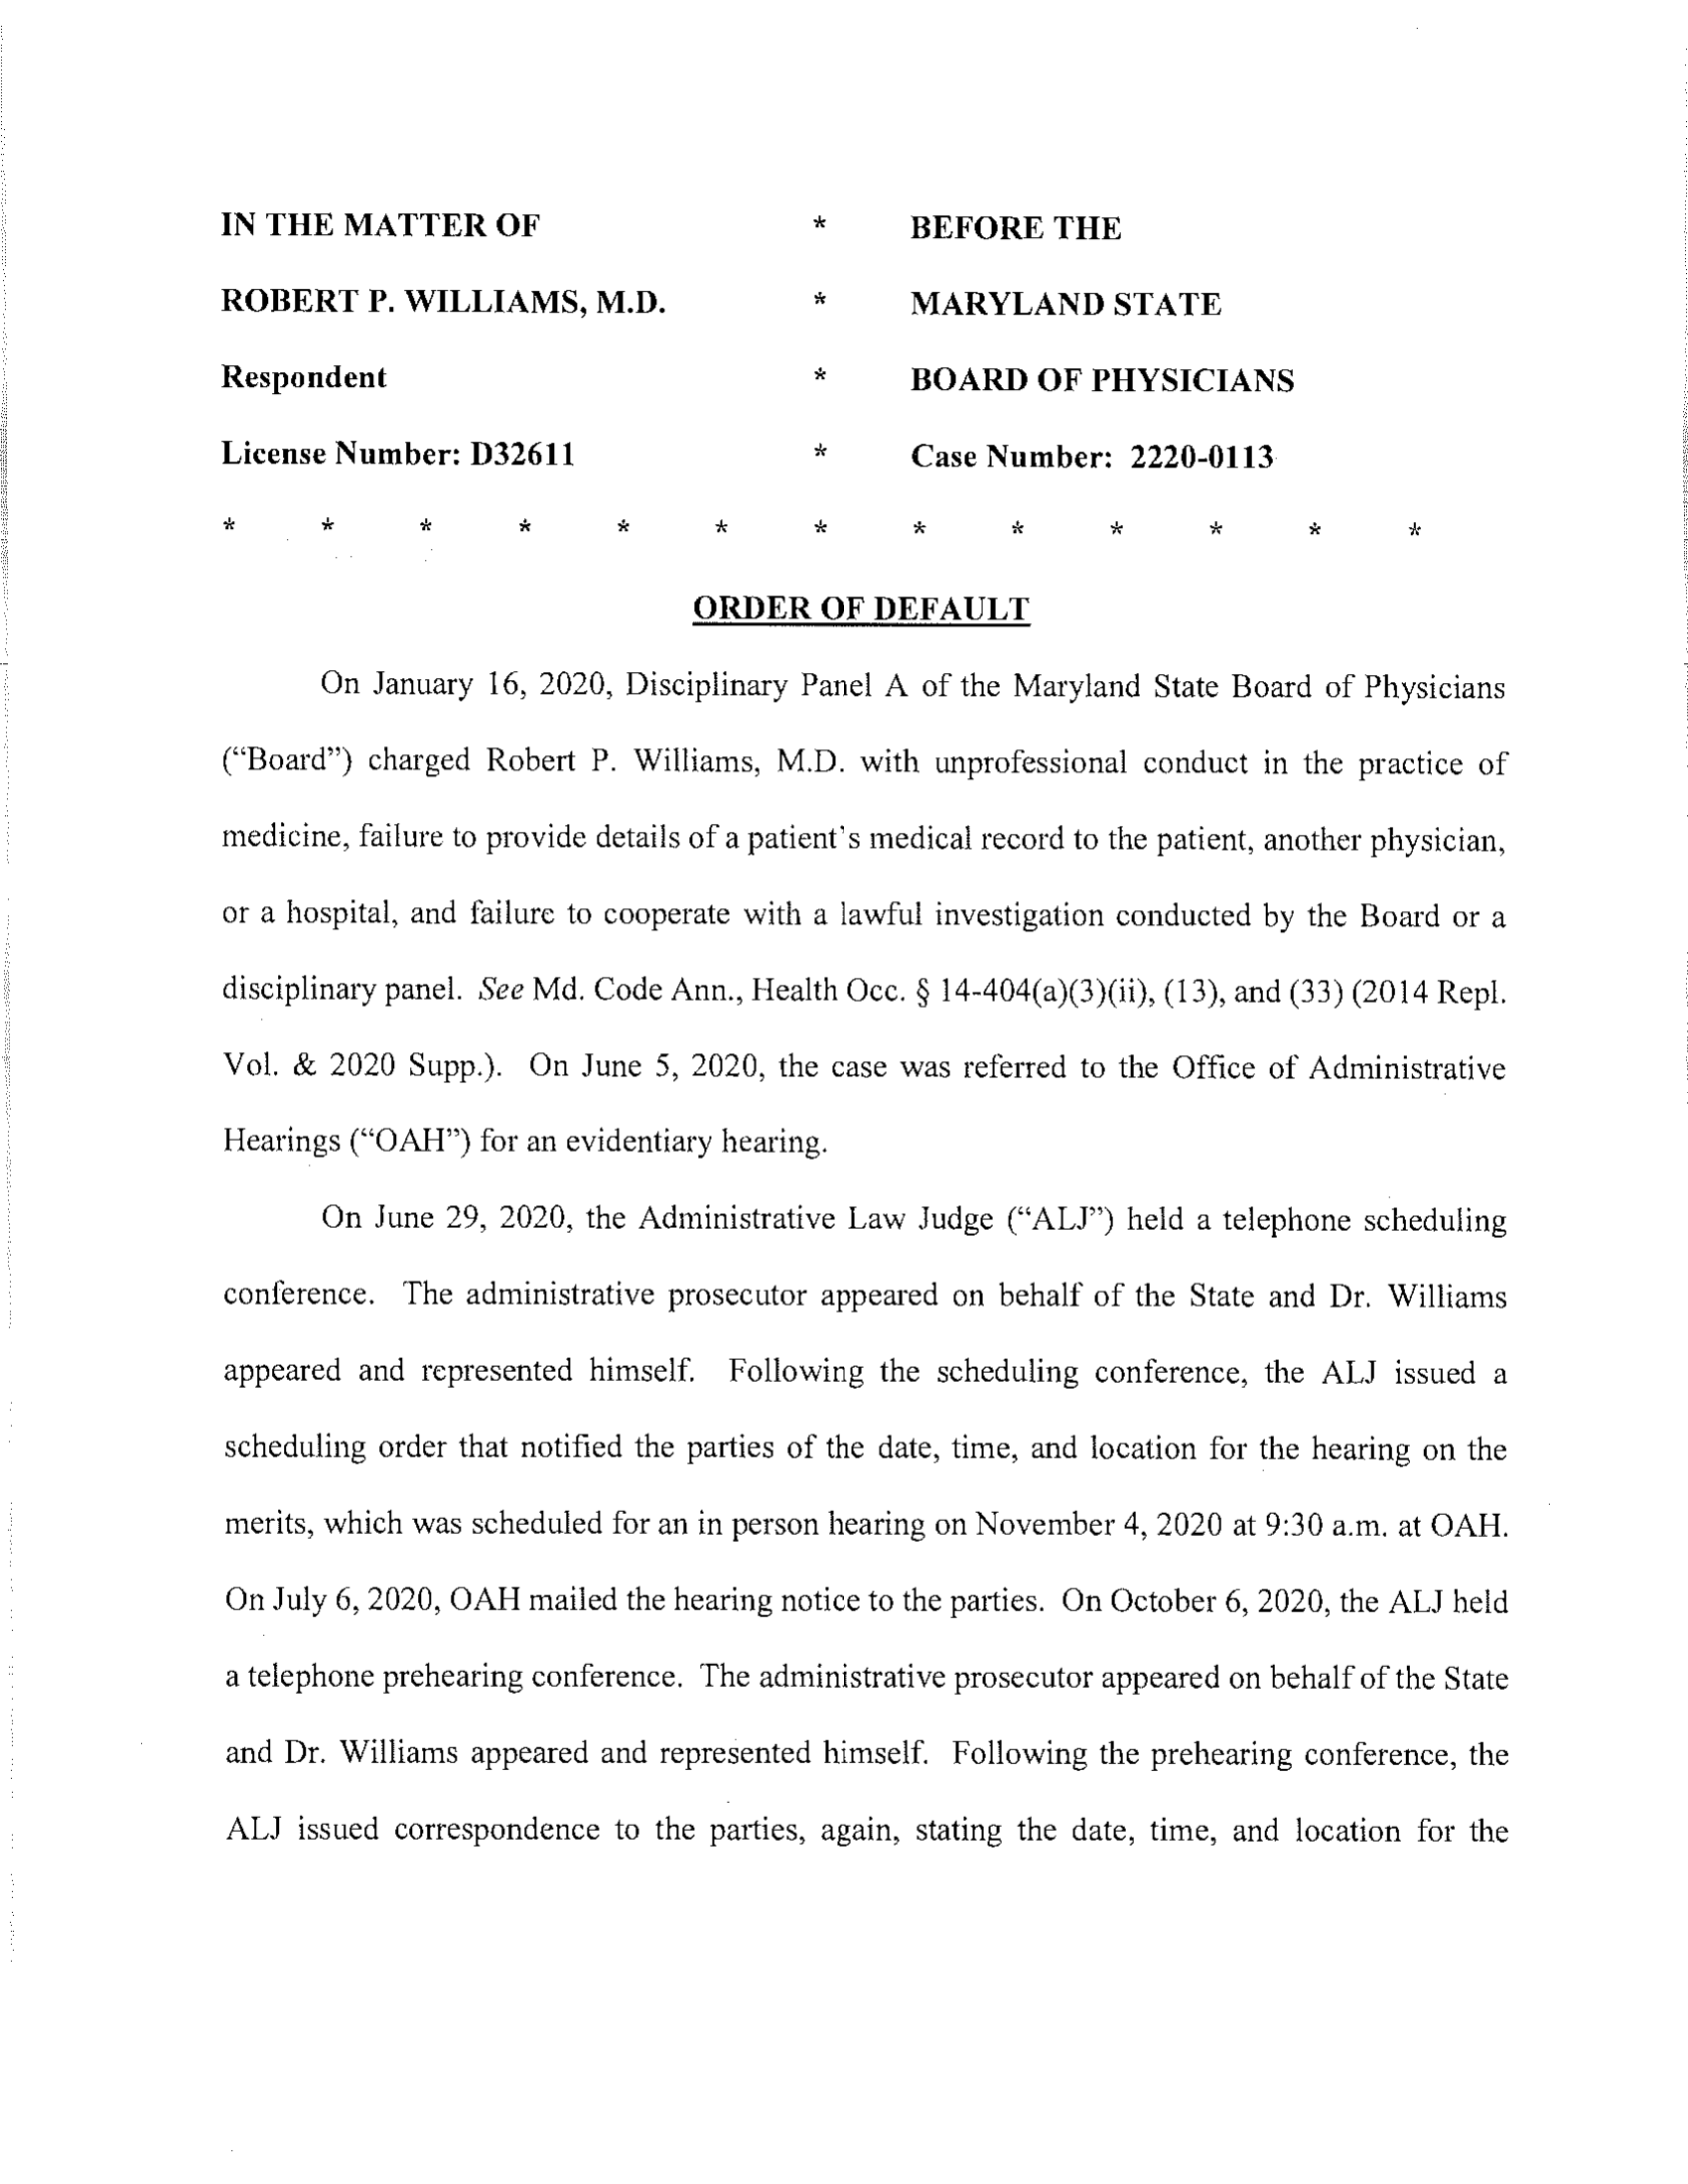 IN THE MATTER OF * BEFORE THE
ROBERT P. WILLIAMS, M.D. * MARYLAND STATE
Respondent * BOARD OF PHYSICIANS
License Number: D32611 * Case Number: 2220-0113
* * * * * * * * * * * * *
ORDER OF DEFAULT
On January 16, 2020, Disciplinary Panel A of the Maryland State Board of Physicians
(“Board”) charged Robert P. Williams, M.D. with unprofessional conduct in the practice of
medicine, failure to provide details of a patient’s medical record to the patient, another physician,
or a hospital, and failure to cooperate with a lawful investigation conducted by the Board or a
disciplinary panel. See Md. Code Ann., Health Occ. § 14-404(a)(3)(ii), (13), and (33) (2014 Repl.
Vol. & 2020 Supp.). On June 5, 2020, the case was referred to the Office of Administrative
Hearings (“OAH”) for an evidentiary hearing.
On June 29, 2020, the Administrative Law Judge (“ALJ”) held a telephone scheduling
conference. The administrative prosecutor appeared on behalf of the State and Dr. Williams
appeared and represented himself. Following the scheduling conference, the ALJ issued a
scheduling order that notified the parties of the date, time, and location for the hearing on the
merits, which was scheduled for an in person hearing on November 4, 2020 at 9:30 a.m. at OAH.
On July 6, 2020, OAH mailed the hearing notice to the parties. On October 6, 2020, the ALJ held
a telephone prehearing conference. The administrative prosecutor appeared on behalf of the State
and Dr. Williams appeared and represented himself. Following the prehearing conference, the
ALJ issued correspondence to the parties, again, stating the date, time, and location for the